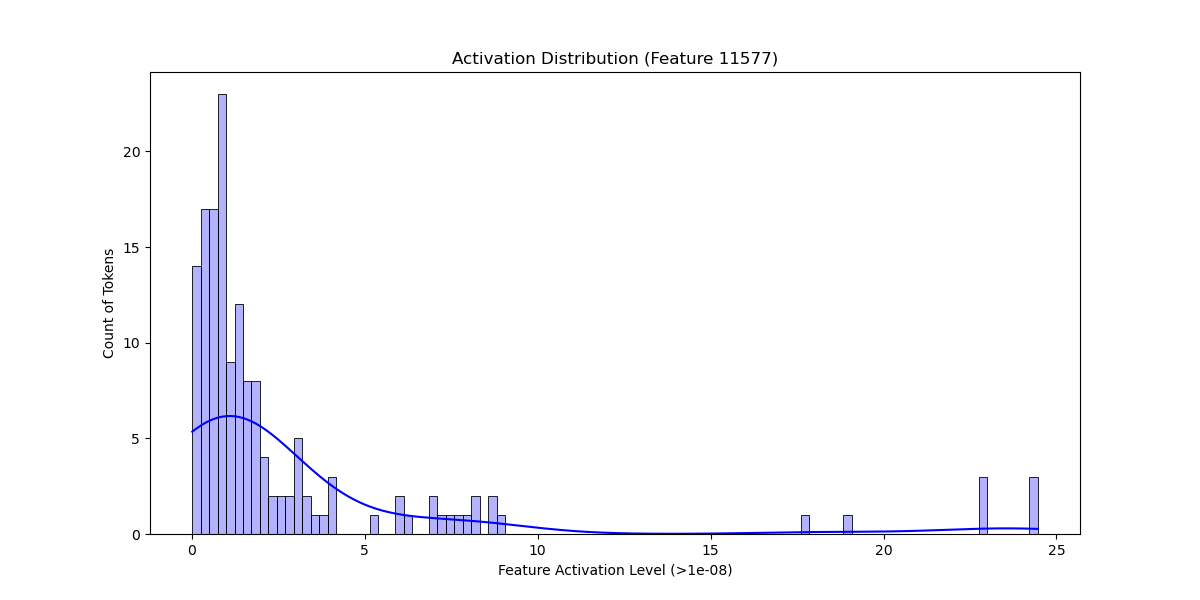 Activation Distribution (Feature 11577)
Count of Tokens
20
15
10
5
0
0 5 10 15 20 25
Feature Activation Level (>1e-08)